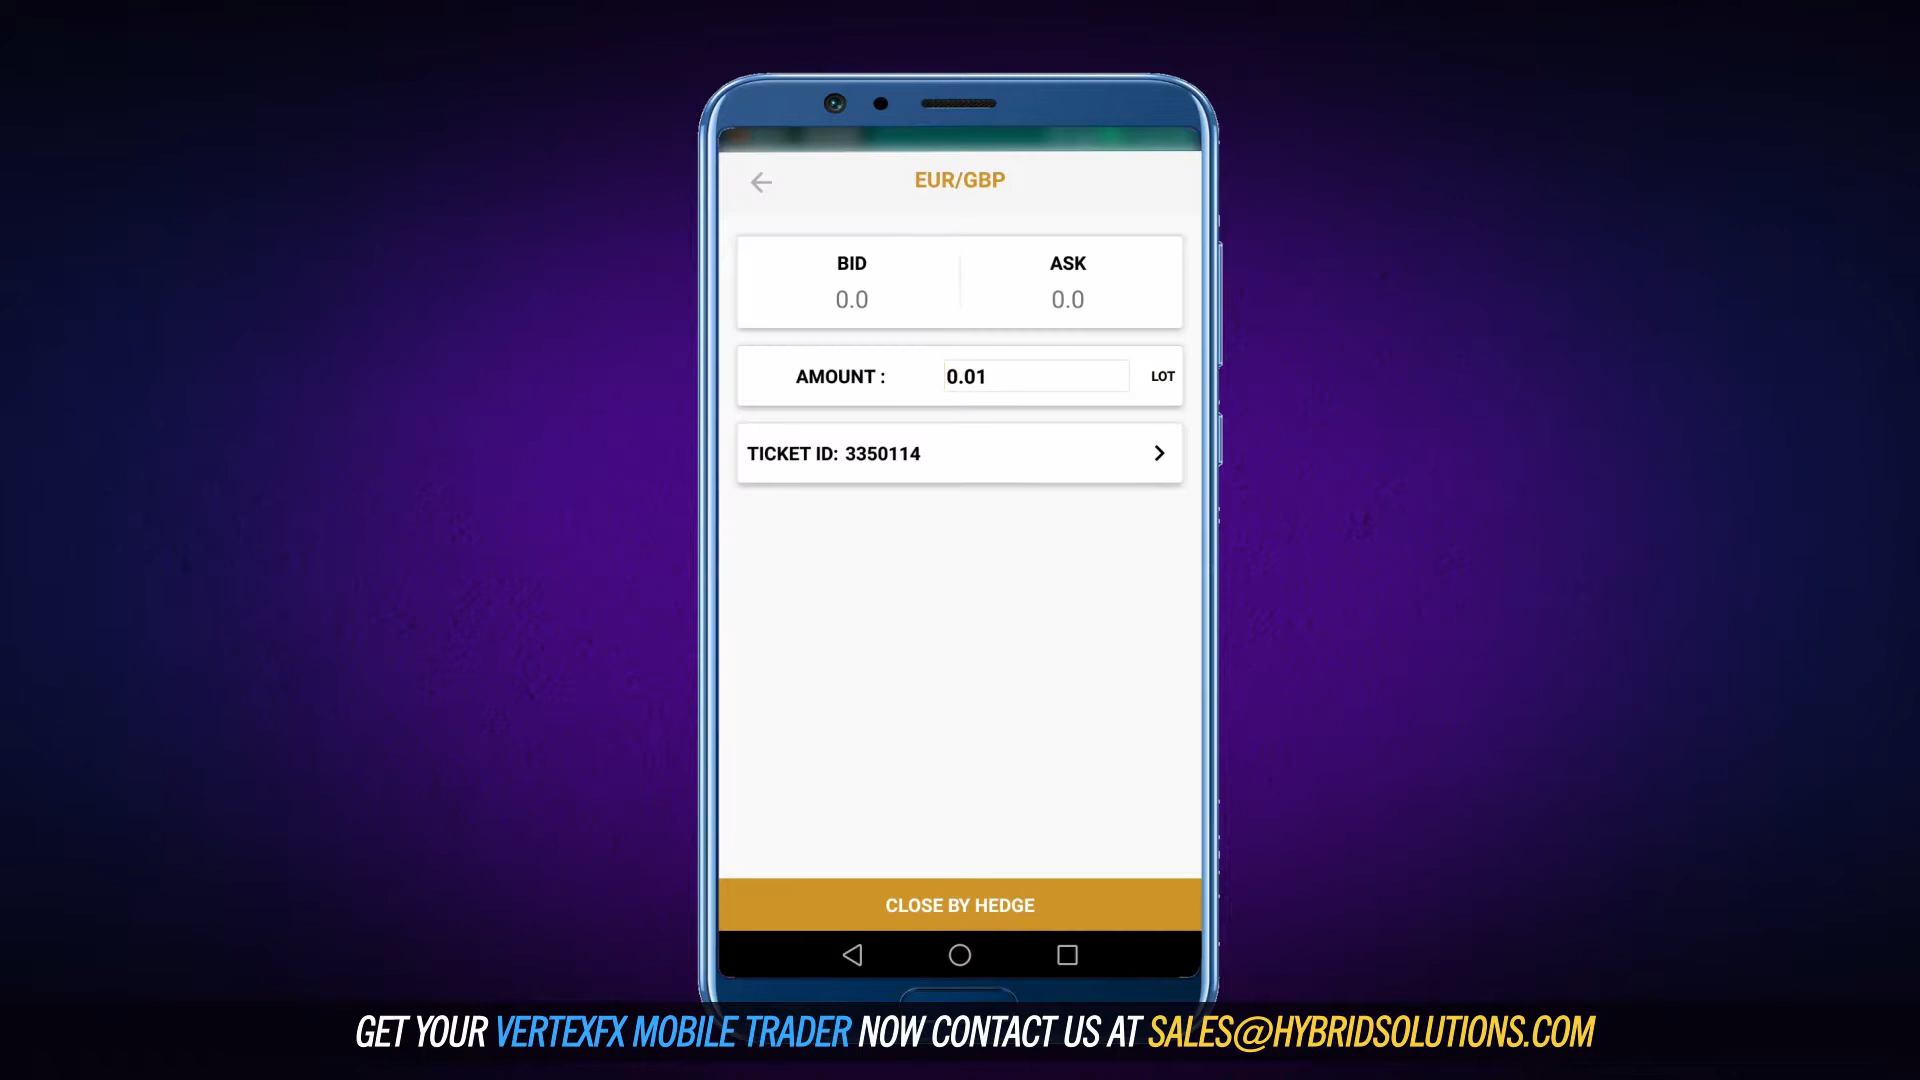 EUR/GBP
BID ASK
0.0 0.0
AMOUNT : 0.01 LOT
TICKET ID: 3350114
CLOSE BY HEDGE
GET YOUR VERTEXFX MOBILE TRADER NOW CONTACT US AT SALES@HYBRIDSOLUTIONS.COM